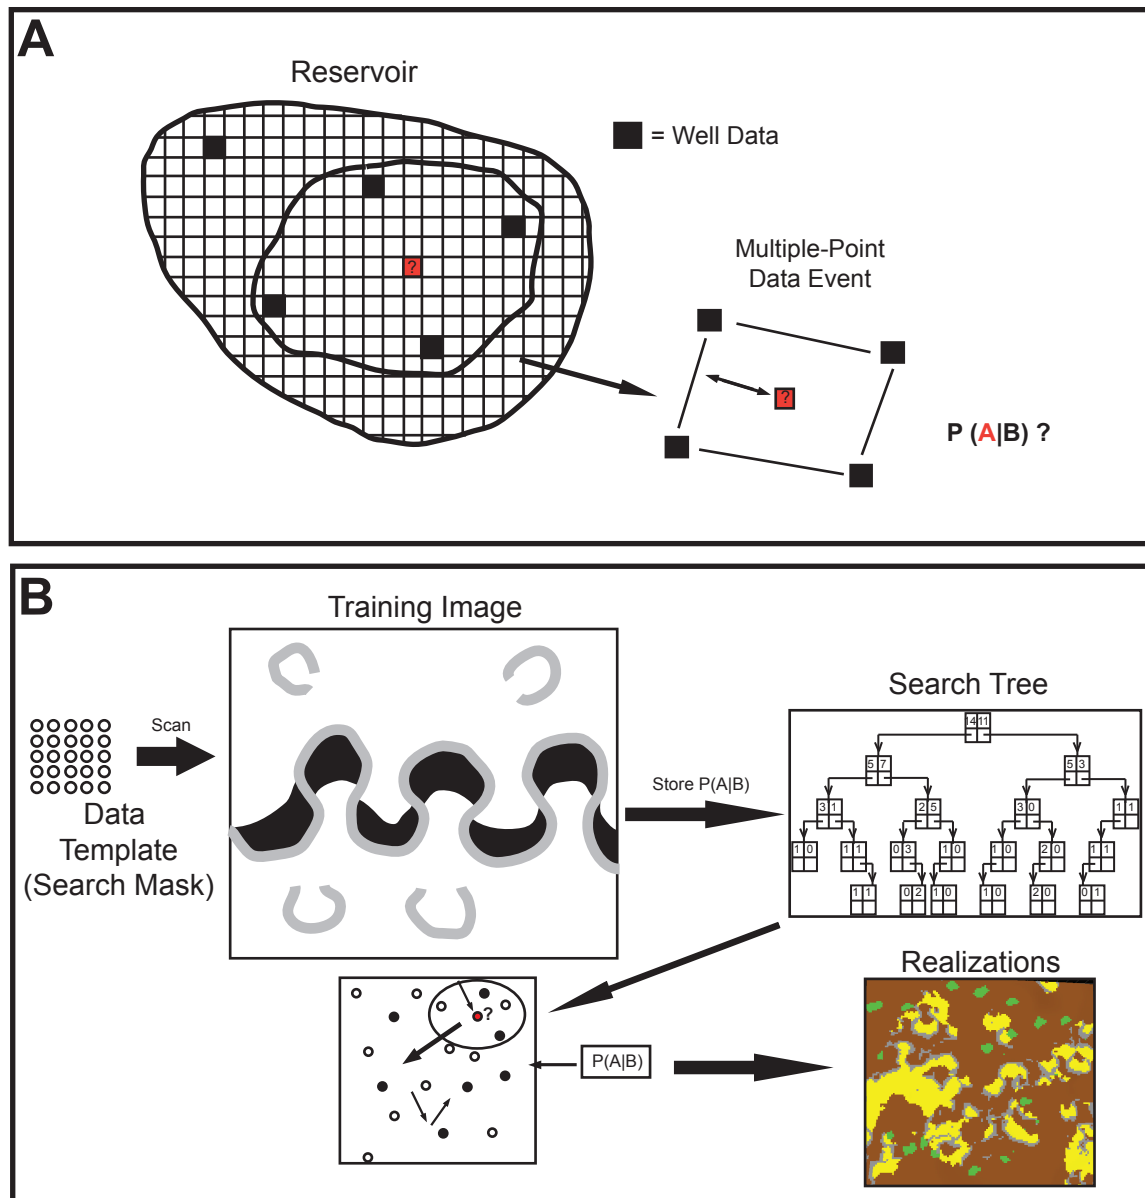 A
Reservoir
= Well Data
?
Multiple-Point
Data Event
?
P (A|B) ?
B
Training Image
Scan
Data
Template
(Search Mask)
Store P(A|B)
Search Tree
14 11
5 7
5 3
3 1
2 5
3 0
1 1
1 0
1 1
0 3
1 0
1 0
2 0
1 1
1 1
0 2
1 0
1 0
2 0
0 1
?
P(A|B)
Realizations